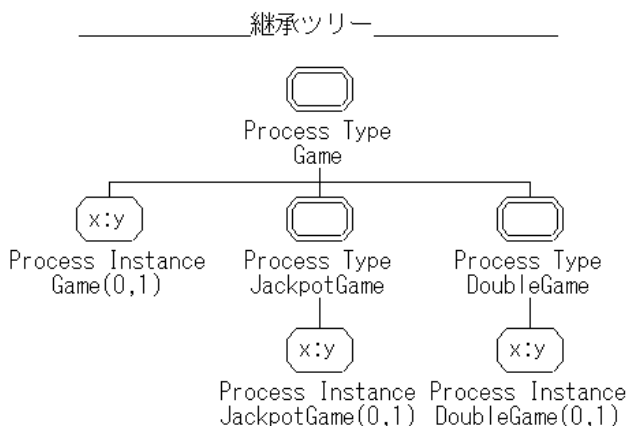 継承ツリー
Process Type
Game
x:y
Process Instance
Game(0,1)
Process Type
JackpotGame
Process Type
DoubleGame
x:y
Process Instance
JackpotGame(0,1)
x:y
Process Instance
DoubleGame(0,1)